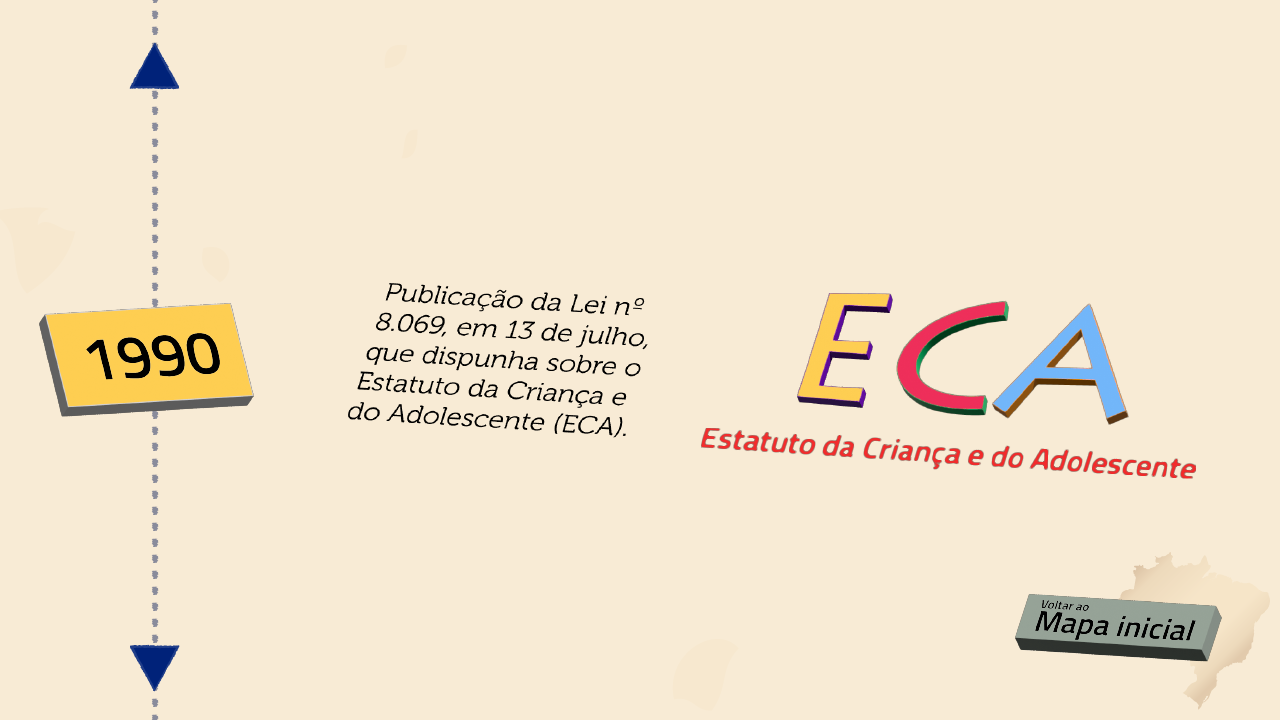 1990
Publicação da Lei nº
8.069, em 13 de julho,
que dispunha sobre o
Estatuto da Criança e
do Adolescente (ECA).
ECA
Estatuto da Criança e do Adolescente
Voltar ao
Mapa inicial